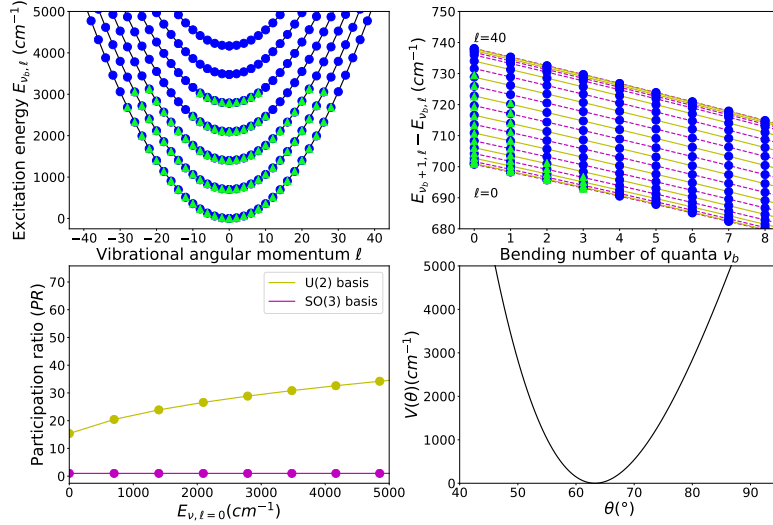 5000
4000
3000
2000
1000
0
−40 −30 −20 −10 0 10 20 30 40
Excitation energy E_{ν_b,ℓ} (cm⁻¹)
Vibrational angular momentum ℓ
740
730
720
710
700
690
680
0 1 2 3 4 5 6 7 8
E_{ν_b+1,ℓ} − E_{ν_b,ℓ} (cm⁻¹)
Bending number of quanta ν_b
ℓ=40
ℓ=0
90
80
70
60
50
40
30
20
10
0
0 1000 2000 3000 4000 5000
Participation ratio (PR)
E_{ν,ℓ=0}(cm⁻¹)
U(2) basis
SO(3) basis
5000
4000
3000
2000
1000
0
40 50 60 70 80 90
V(θ)(cm⁻¹)
θ(°)